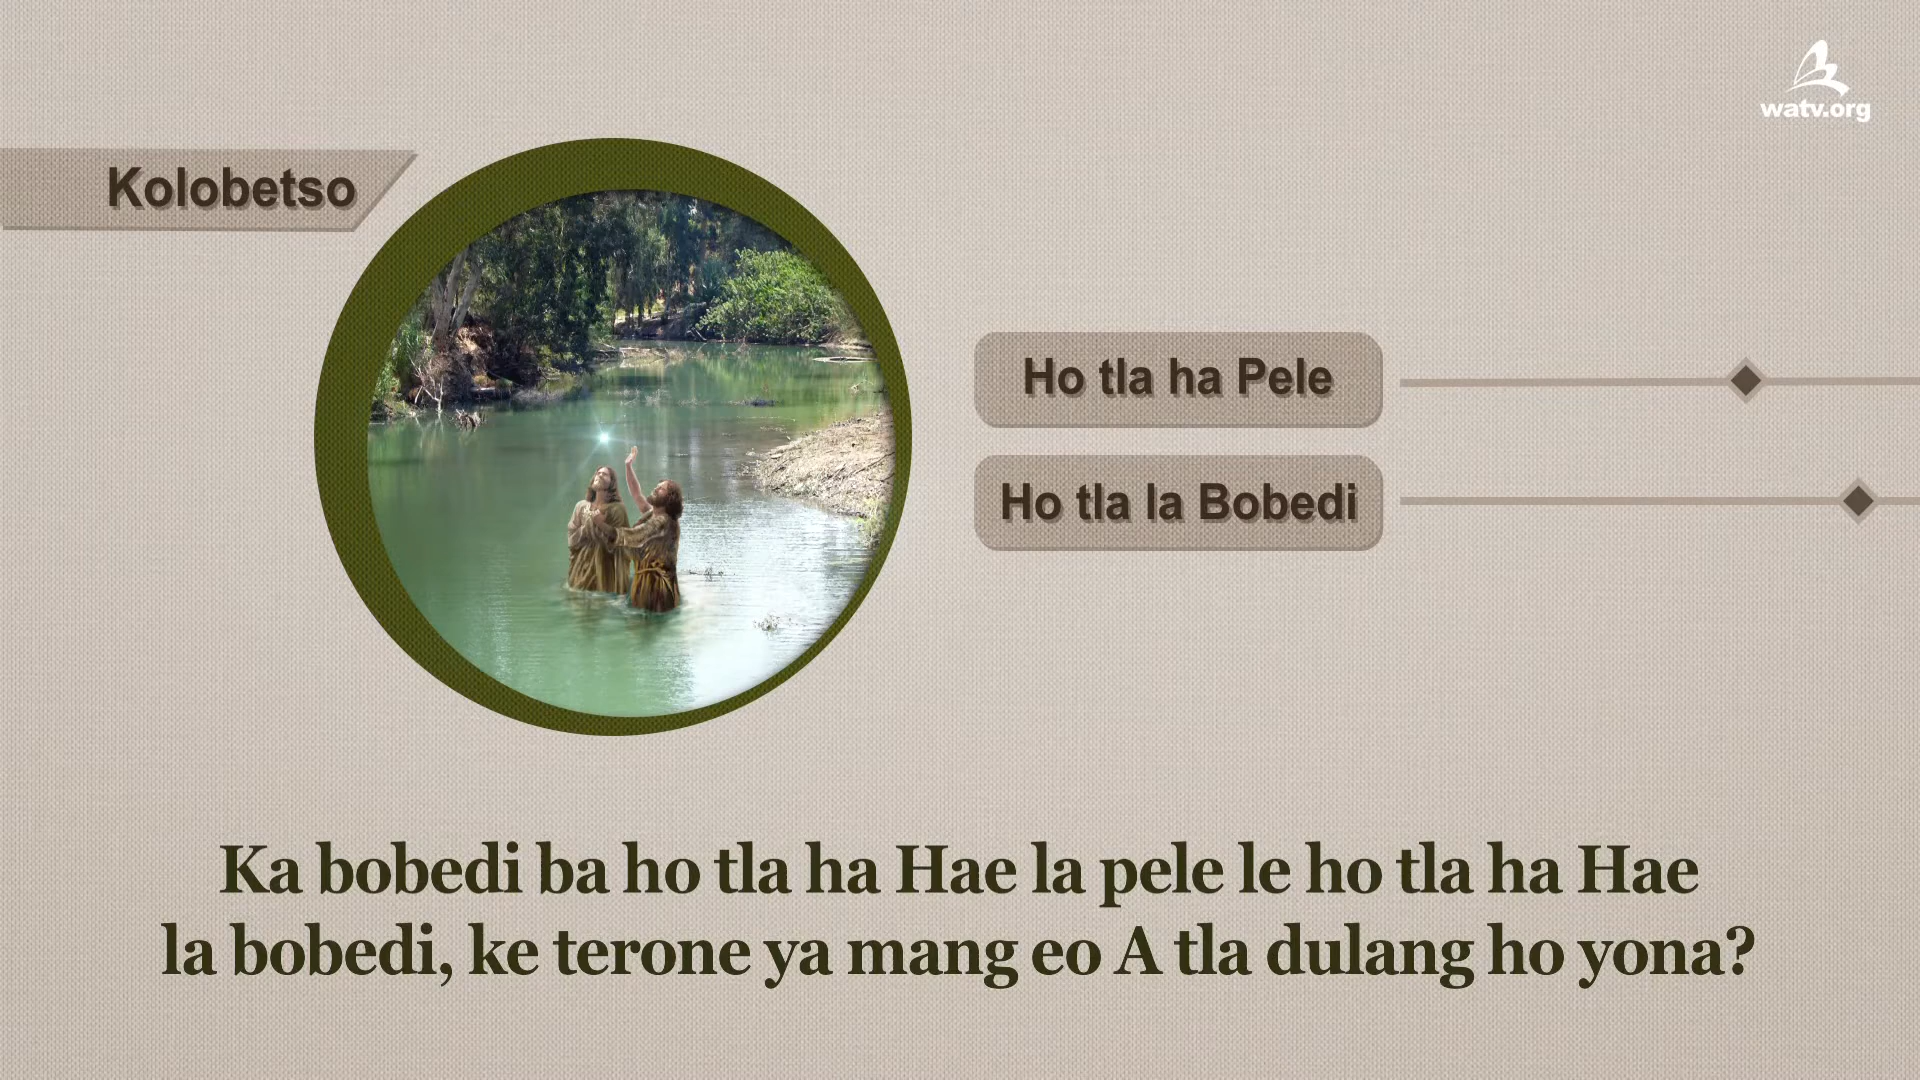 watv.org
Kolobetso
Ho tla ha Pele
Ho tla la Bobedi
Ka bobedi ba ho tla ha Hae la pele le ho tla ha Hae
la bobedi, ke terone ya mang eo A tla dulang ho yona?